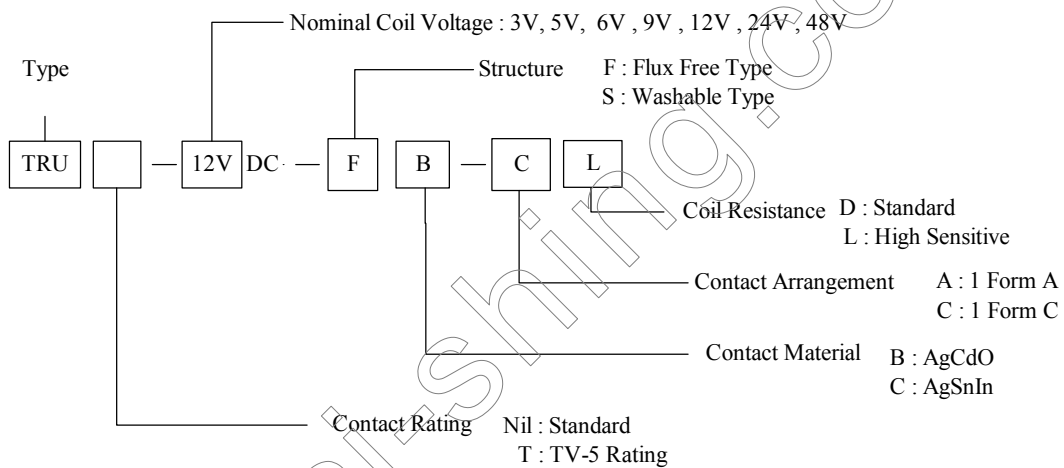 Nominal Coil Voltage : 3V, 5V, 6V , 9V , 12V , 24V , 48V
Type
Structure F : Flux Free Type
S : Washable Type
TRU — 12V DC — F B — C L
Coil Resistance D : Standard
L : High Sensitive
Contact Arrangement A : 1 Form A
C : 1 Form C
Contact Material B : AgCdO
C : AgSnIn
Contact Rating Nil : Standard
T : TV-5 Rating